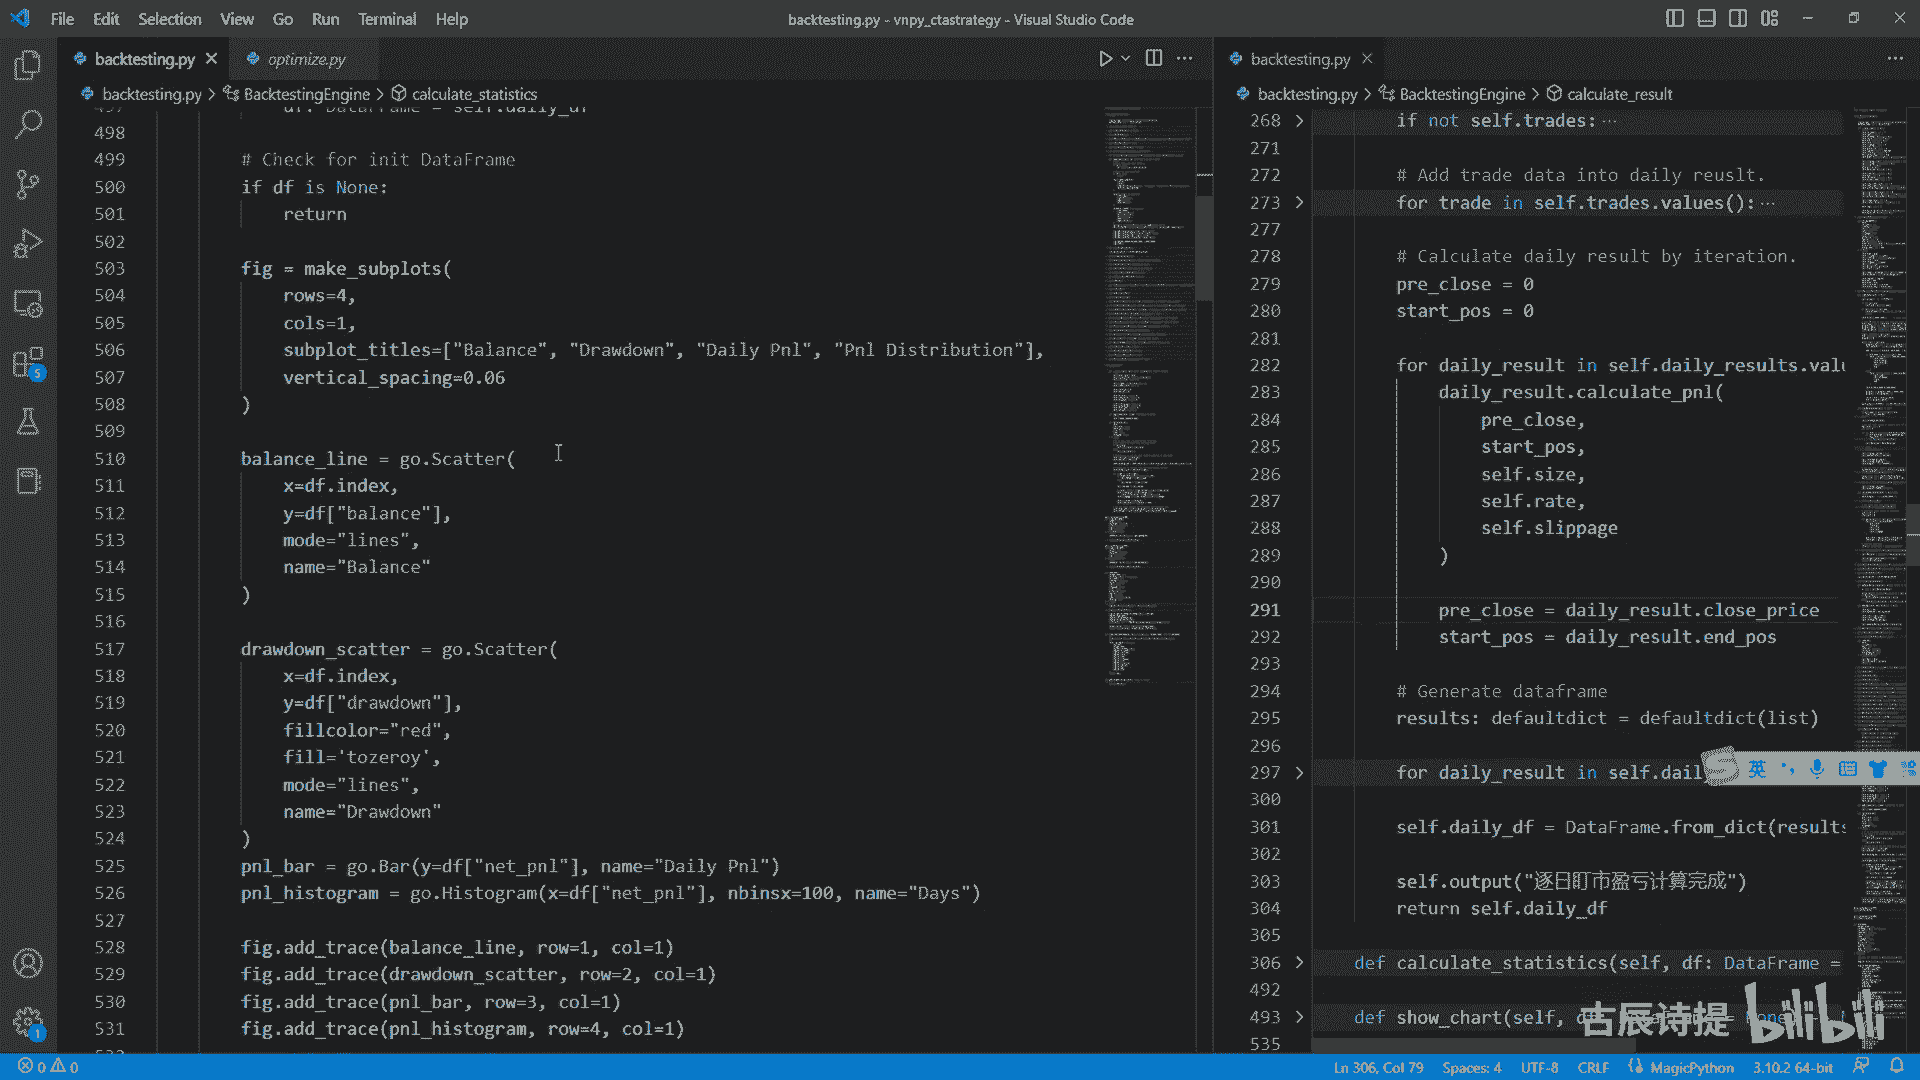 File Edit Selection View Go Run Terminal Help
backtesting.py - vnpy_ctastrategy - Visual Studio Code
backtesting.py
optimize.py
backtesting.py > BacktestingEngine > calculate_statistics
498
499 # Check for init DataFrame
500 if df is None:
501 return
502
503 fig = make_subplots(
504 rows=4,
505 cols=1,
506 subplot_titles=["Balance", "Drawdown", "Daily Pnl", "Pnl Distribution"],
507 vertical_spacing=0.06
508 )
509
510 balance_line = go.Scatter(
511 x=df.index,
512 y=df["balance"],
513 mode="lines",
514 name="Balance"
515 )
516
517 drawdown_scatter = go.Scatter(
518 x=df.index,
519 y=df["drawdown"],
520 fillcolor="red",
521 fill='tozeroy',
522 mode="lines",
523 name="Drawdown"
524 )
525 pnl_bar = go.Bar(y=df["net_pnl"], name="Daily Pnl")
526 pnl_histogram = go.Histogram(x=df["net_pnl"], nbinsx=100, name="Days")
527
528 fig.add_trace(balance_line, row=1, col=1)
529 fig.add_trace(drawdown_scatter, row=2, col=1)
530 fig.add_trace(pnl_bar, row=3, col=1)
531 fig.add_trace(pnl_histogram, row=4, col=1)
backtesting.py
backtesting.py > BacktestingEngine > calculate_result
268 if not self.trades:
271
272 # Add trade data into daily reuslt.
273 for trade in self.trades.values():
277
278 # Calculate daily result by iteration.
279 pre_close = 0
280 start_pos = 0
281
282 for daily_result in self.daily_results.valu
283 daily_result.calculate_pnl(
284 pre_close,
285 start_pos,
286 self.size,
287 self.rate,
288 self.slippage
289 )
290
291 pre_close = daily_result.close_price
292 start_pos = daily_result.end_pos
293
294 # Generate dataframe
295 results: defaultdict = defaultdict(list)
296
297 for daily_result in self.dail
英
300
301 self.daily_df = DataFrame.from_dict(results
302
303 self.output("逐日盯市盈亏计算完成")
304 return self.daily_df
305
306 def calculate_statistics(self, df: DataFrame =
492
493 def show_chart(self, d
535
古辰诗提 bilibili
5
1
0 0
Ln 306, Col 79 Spaces: 4 UTF-8 CRLF MagicPython 3.10.2 64-bit